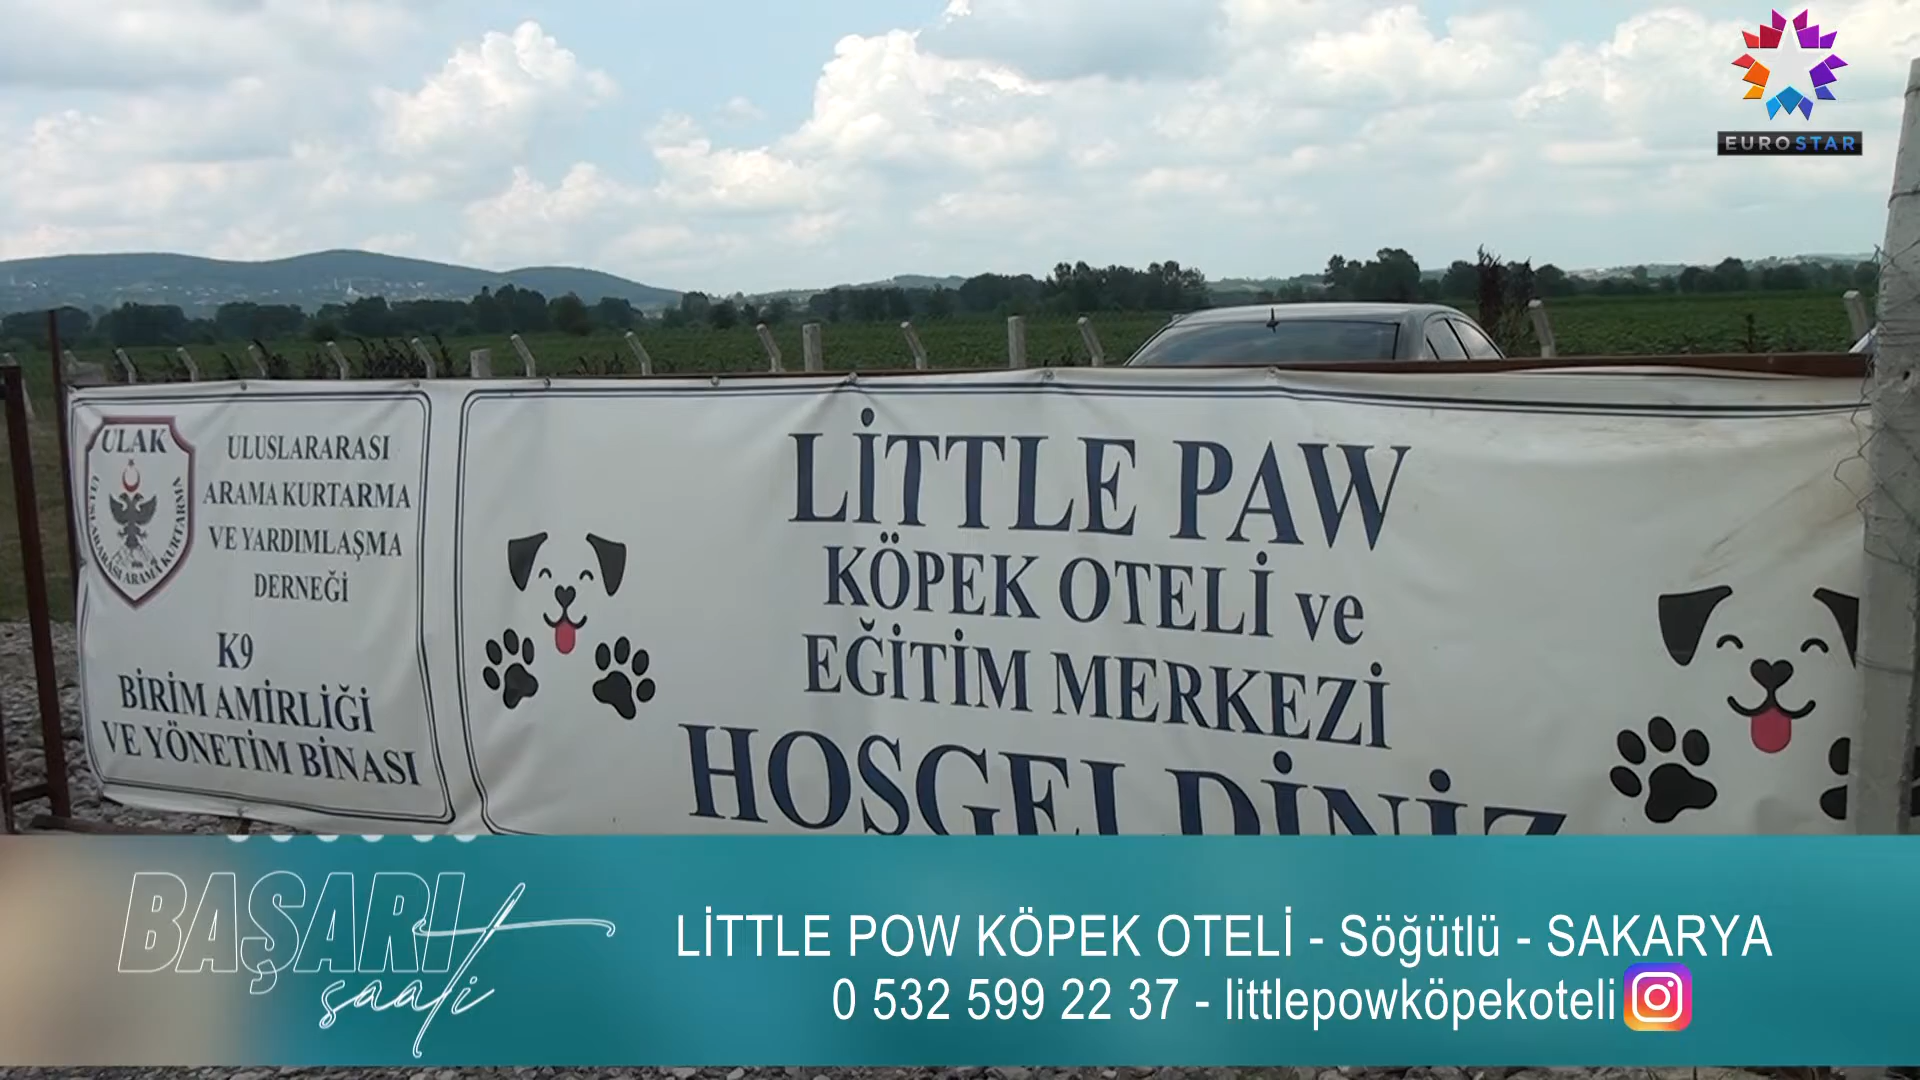 EUROSTAR
ULAK
ULUSLARARASI ARAMA KURTARMA
ULUSLARARASI
ARAMA KURTARMA
VE YARDIMLAŞMA
DERNEĞİ
K9
BİRİM AMİRLİĞİ
VE YÖNETİM BİNASI
LİTTLE PAW
KÖPEK OTELİ ve
EĞİTİM MERKEZİ
HOŞGELDİNİZ
BAŞARI
saati
LİTTLE POW KÖPEK OTELİ - Söğütlü - SAKARYA
0 532 599 22 37 - littlepowköpekoteli